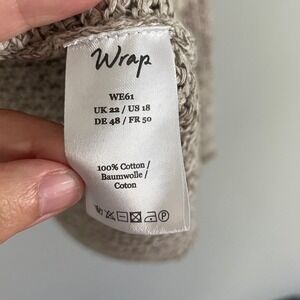 Wrap
WE61
UK 22 / US 18
DE 48 / FR 50
100% Cotton /
Baumwolle /
Coton